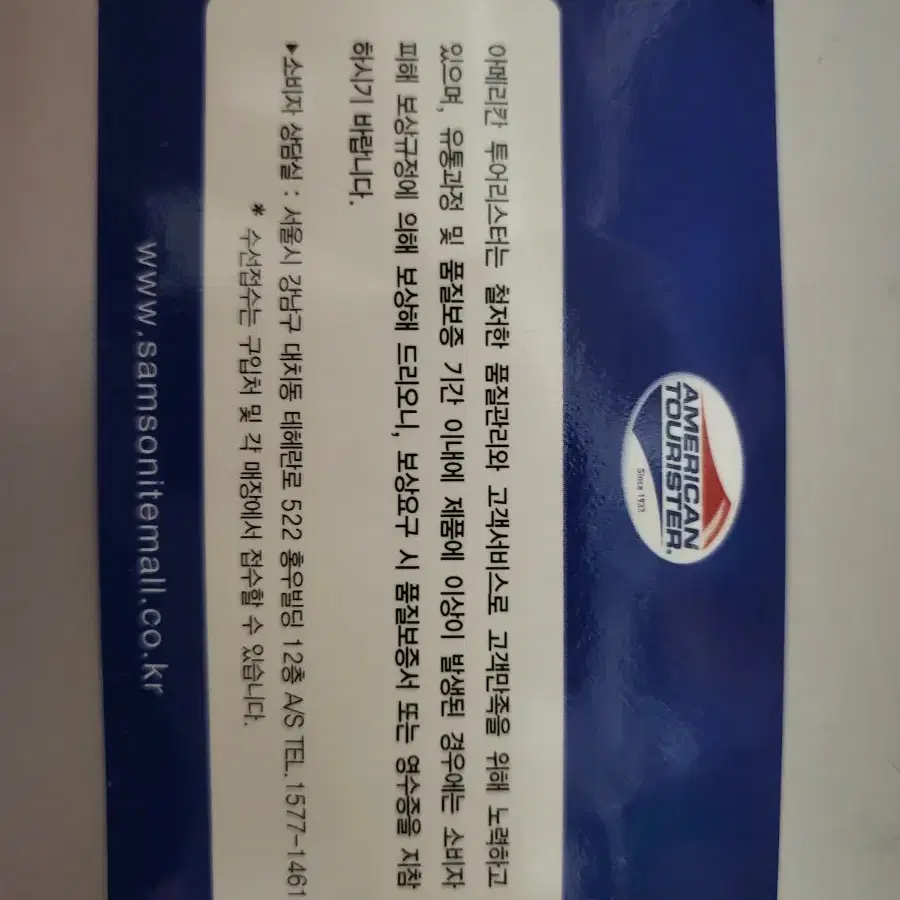 AMERICAN
TOURISTER®
Since 1933
아메리칸 투어리스터는 철저한 품질관리와 고객서비스로 고객만족을 위해 노력하고
있으며, 유통과정 및 품질보증 기간 이내에 제품에 이상이 발생된 경우에는 소비자
피해 보상규정에 의해 보상해 드리오니, 보상요구 시 품질보증서 또는 영수증을 지참
하시기 바랍니다.
▶소비자 상담실 : 서울시 강남구 대치동 테헤란로 522 홍우빌딩 12층 A/S TEL. 1577-1461
* 수선접수는 구입처 및 각 매장에서 접수할 수 있습니다.
www.samsonitemall.co.kr